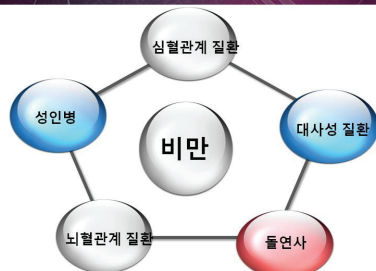 심혈관계 질환
성인병
대사성 질환
비만
뇌혈관계 질환
돌연사